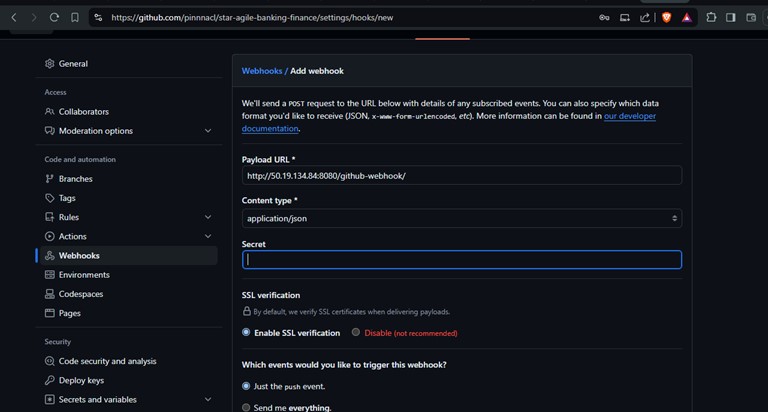 https://github.com/pinnnacl/star-agile-banking-finance/settings/hooks/new
General
Access
Collaborators
Moderation options
Code and automation
Branches
Tags
Rules
Actions
Webhooks
Environments
Codespaces
Pages
Security
Code security and analysis
Deploy keys
Secrets and variables
Webhooks / Add webhook
We'll send a POST request to the URL below with details of any subscribed events. You can also specify which data
format you'd like to receive (JSON, x-www-form-urlencoded, etc). More information can be found in our developer
documentation.
Payload URL *
http://50.19.134.84:8080/github-webhook/
Content type *
application/json
Secret
SSL verification
By default, we verify SSL certificates when delivering payloads.
Enable SSL verification Disable (not recommended)
Which events would you like to trigger this webhook?
Just the push event.
Send me everything.